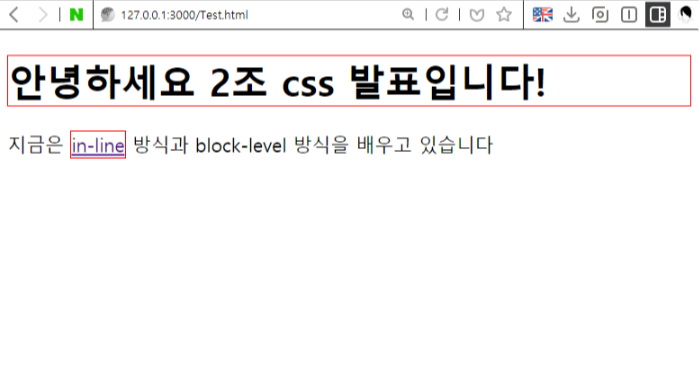 N 127.0.0.1:3000/Test.html
안녕하세요 2조 css 발표입니다!
지금은 in-line 방식과 block-level 방식을 배우고 있습니다